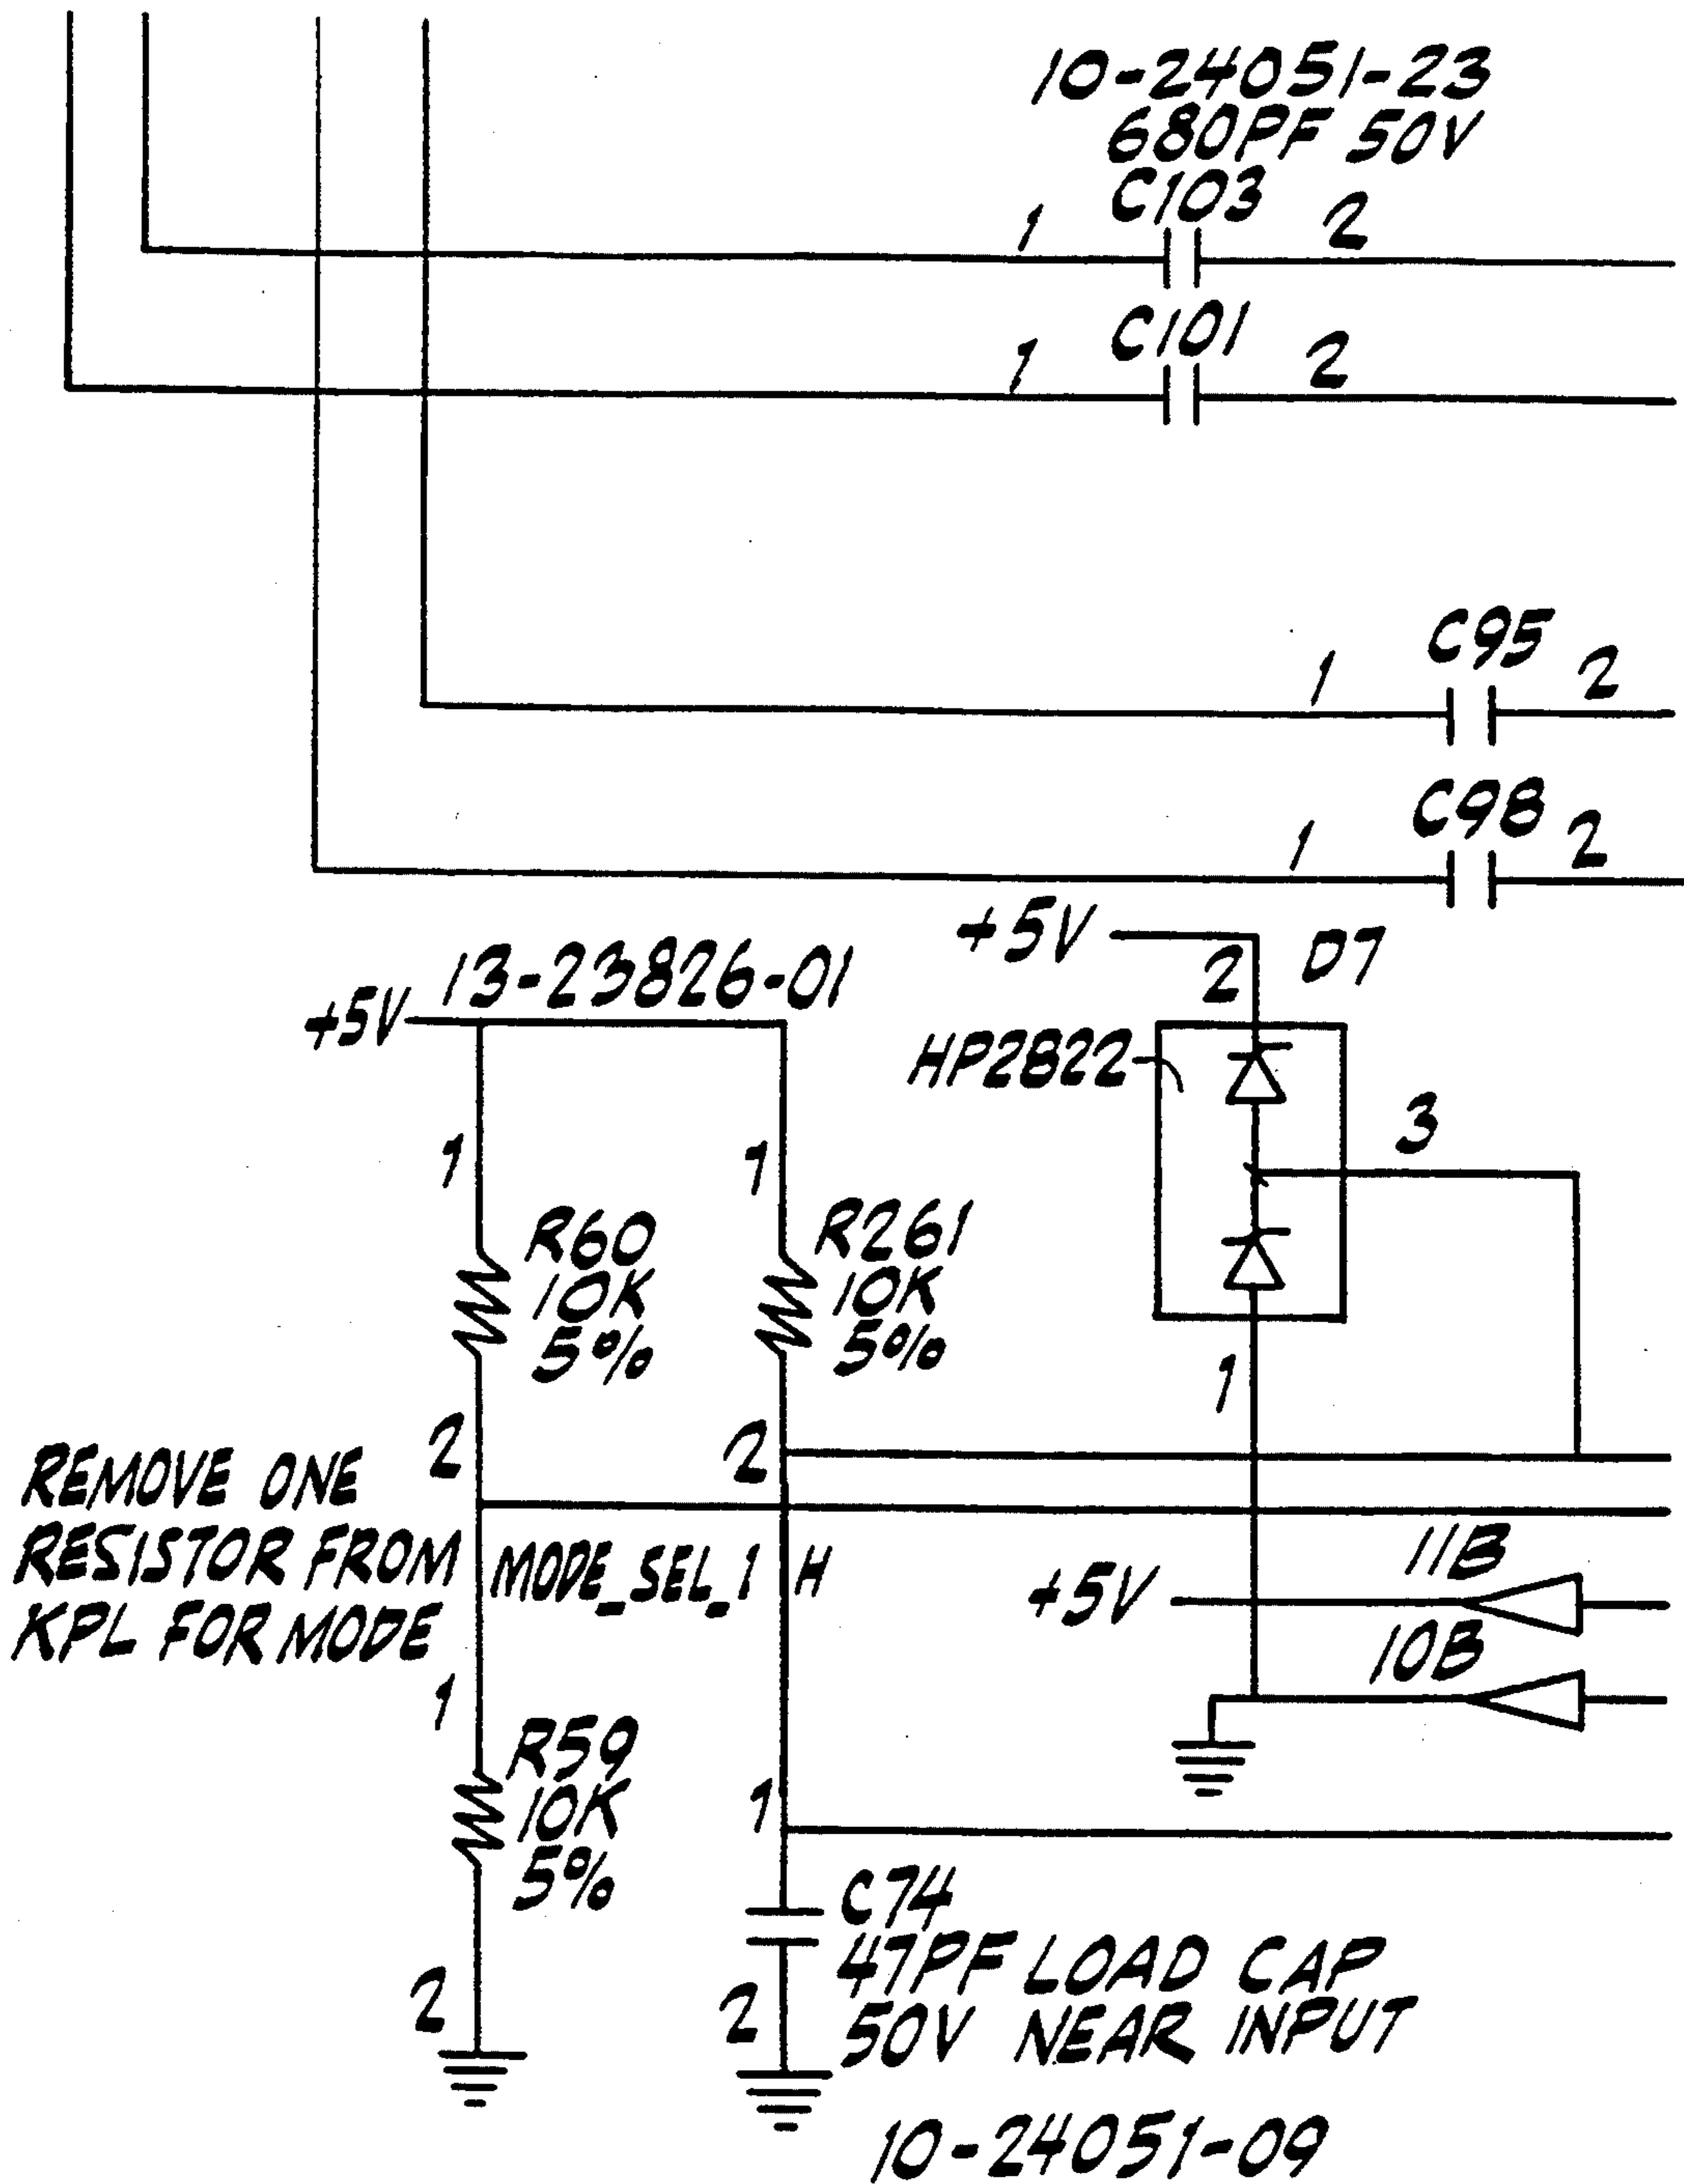 10-24051-23
680PF 50V
C103
1 2
C101
1 2
C95
1 2
C98
1 2
+5V
2 D7
13-23826-01
+5V
HP2822
3
1 1
R60
10K
5%
R261
10K
5%
1
2 2
REMOVE ONE
RESISTOR FROM
KPL FOR MODE
MODE_SEL_1 H
11B
+5V
10B
1
R59
10K
5%
1
C74
47PF LOAD CAP
50V NEAR INPUT
2 2
10-24051-09